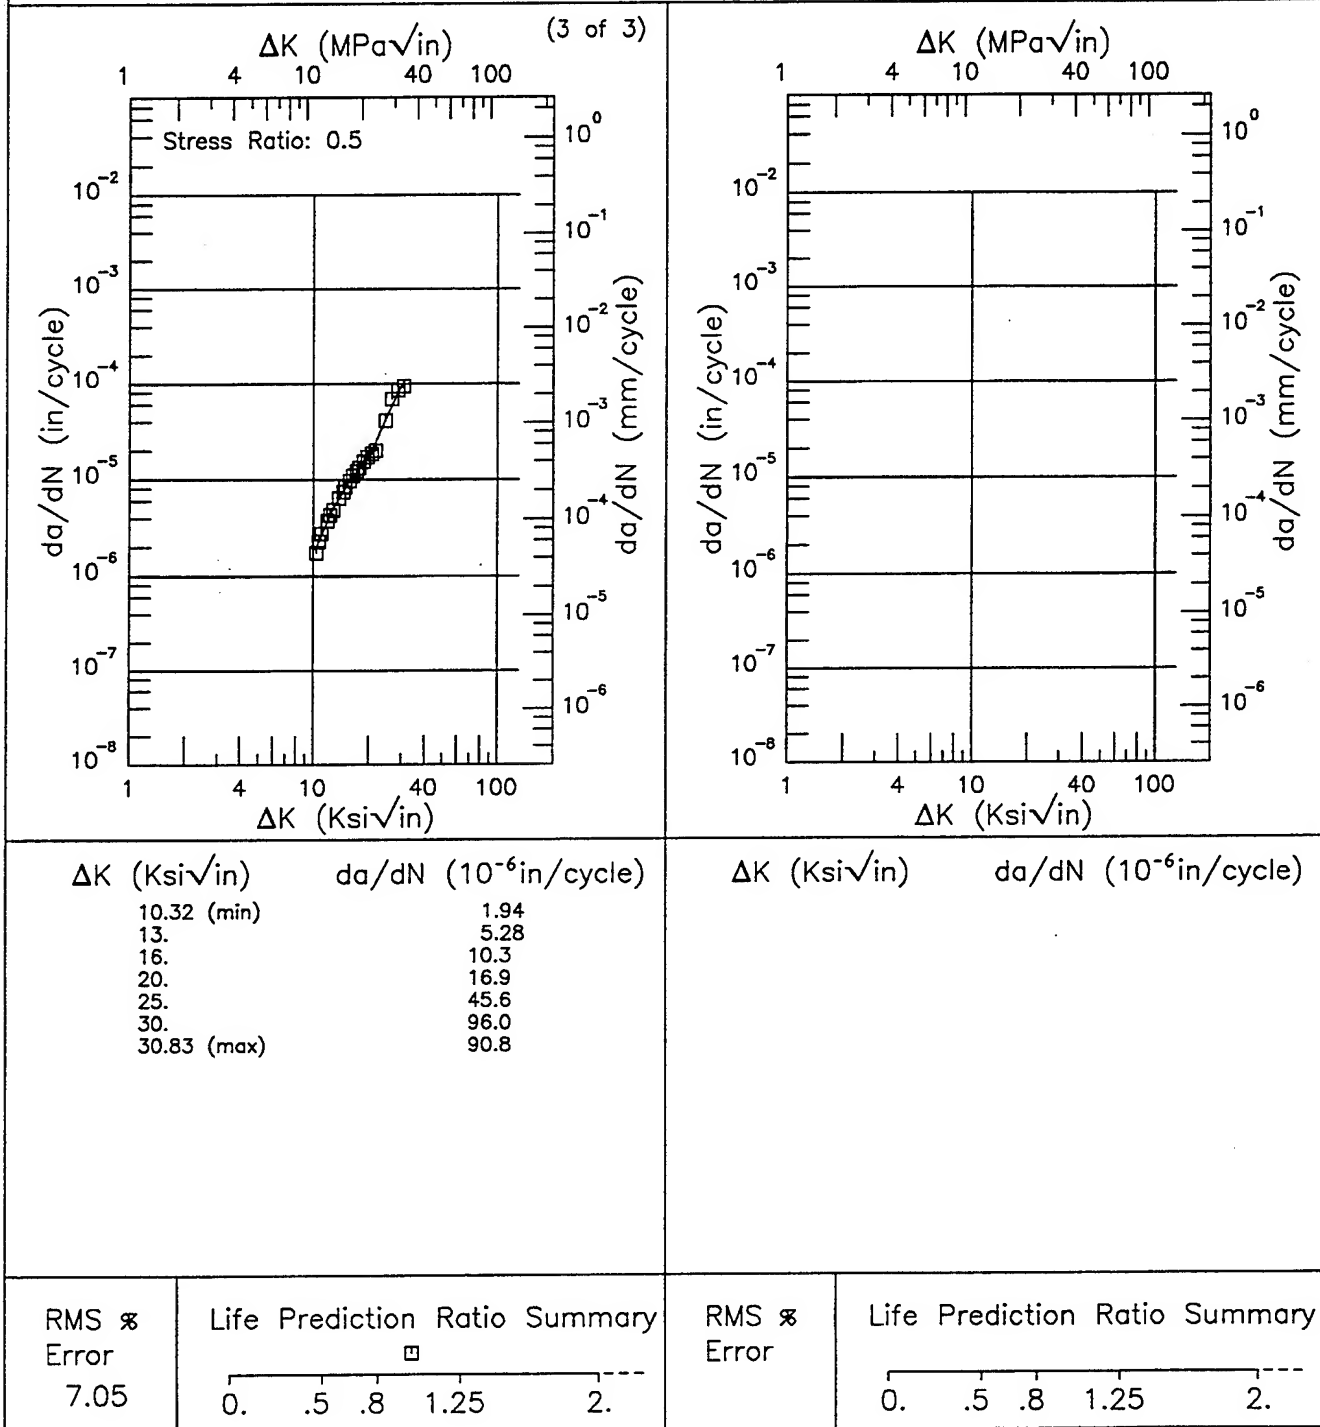 (3 of 3)
ΔK (MPa√in)
1 4 10 40 100
Stress Ratio: 0.5
10⁰
10⁻¹
10⁻²
10⁻³
10⁻⁴
10⁻⁵
10⁻⁶
da/dN (mm/cycle)
10⁻²
10⁻³
10⁻⁴
10⁻⁵
10⁻⁶
10⁻⁷
10⁻⁸
da/dN (in/cycle)
1 4 10 40 100
ΔK (Ksi√in)
ΔK (MPa√in)
1 4 10 40 100
10⁰
10⁻¹
10⁻²
10⁻³
10⁻⁴
10⁻⁵
10⁻⁶
da/dN (mm/cycle)
10⁻²
10⁻³
10⁻⁴
10⁻⁵
10⁻⁶
10⁻⁷
10⁻⁸
da/dN (in/cycle)
1 4 10 40 100
ΔK (Ksi√in)
ΔK (Ksi√in) da/dN (10⁻⁶in/cycle)
10.32 (min) 1.94
13. 5.28
16. 10.3
20. 16.9
25. 45.6
30. 96.0
30.83 (max) 90.8
ΔK (Ksi√in) da/dN (10⁻⁶in/cycle)
RMS %
Error
7.05
Life Prediction Ratio Summary
0. .5 .8 1.25 2.
RMS %
Error
Life Prediction Ratio Summary
0. .5 .8 1.25 2.